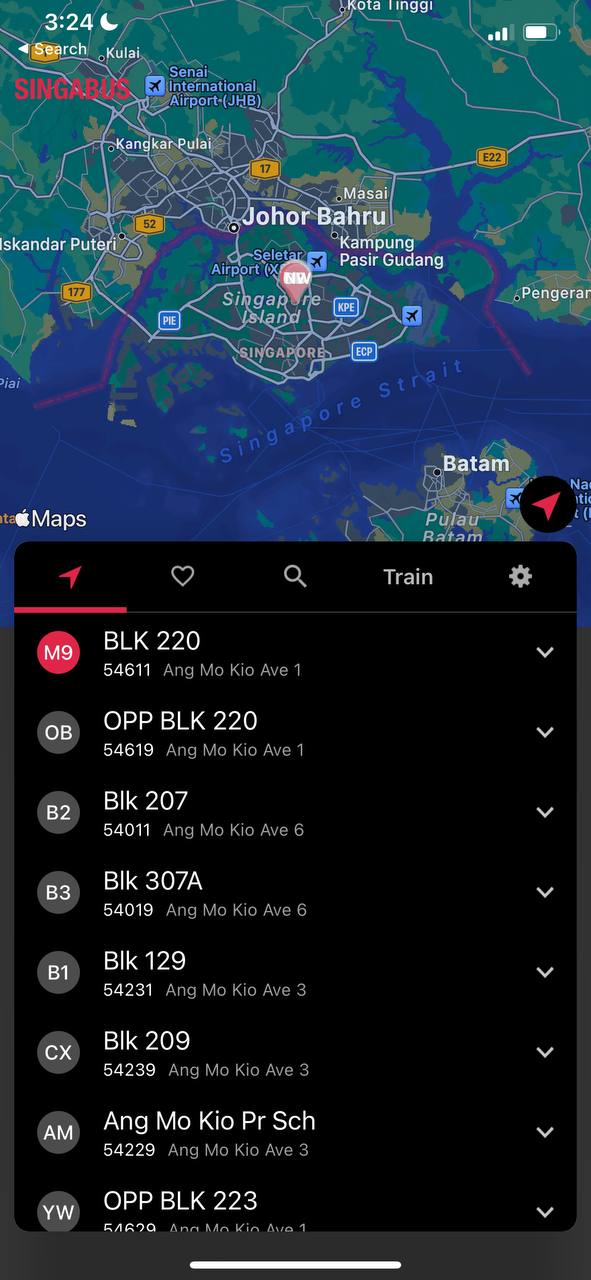 3:24
Kota Tinggi
◀ Search
Kulai
SINGABUS
Senai
International
Airport (JHB)
Kangkar Pulai
17
E22
Masai
52
Johor Bahru
Iskandar Puteri
Kampung
Pasir Gudang
Seletar
Airport (X
NW
177
Pengeran
Singapore
Island
PIE
KPE
SINGAPORE
ECP
Piai
Singapore Strait
Batam
Maps
Pulau
Batam
Train
M9
BLK 220
54611 Ang Mo Kio Ave 1
OB
OPP BLK 220
54619 Ang Mo Kio Ave 1
B2
Blk 207
54011 Ang Mo Kio Ave 6
B3
Blk 307A
54019 Ang Mo Kio Ave 6
B1
Blk 129
54231 Ang Mo Kio Ave 3
CX
Blk 209
54239 Ang Mo Kio Ave 3
AM
Ang Mo Kio Pr Sch
54229 Ang Mo Kio Ave 3
YW
OPP BLK 223
54629 Ang Mo Kio Ave 1